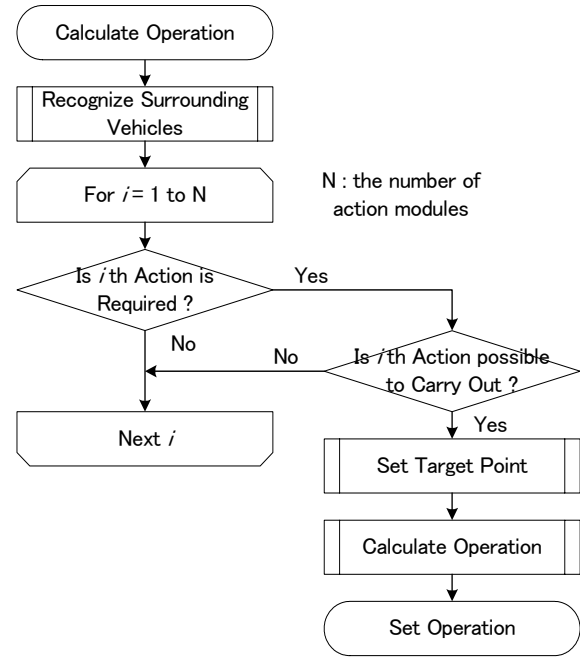 Calculate Operation
Recognize Surrounding
Vehicles
For i = 1 to N
N : the number of
action modules
Is i th Action is
Required ?
Yes
No
Is i th Action possible
to Carry Out ?
No
Yes
Next i
Set Target Point
Calculate Operation
Set Operation